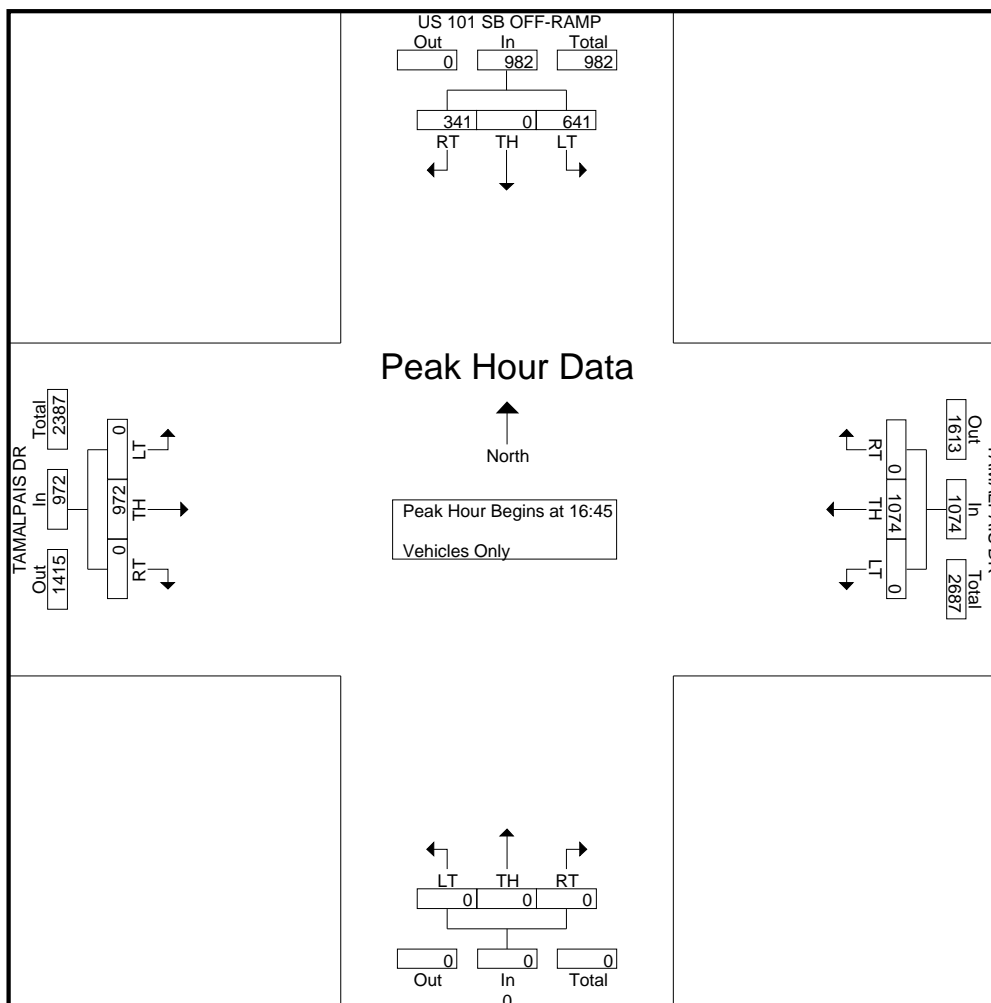 US 101 SB OFF-RAMP
Out In Total
0 982 982
341 0 641
RT TH LT
Peak Hour Data
North
Peak Hour Begins at 16:45
Vehicles Only
TAMALPAIS DR
Out In Total
1415 972 2387
0 972 0
RT TH LT
Out In Total
1613 1074 2687
RT TH LT
0 1074 0
LT TH RT
0 0 0
0 0 0
Out In Total
0